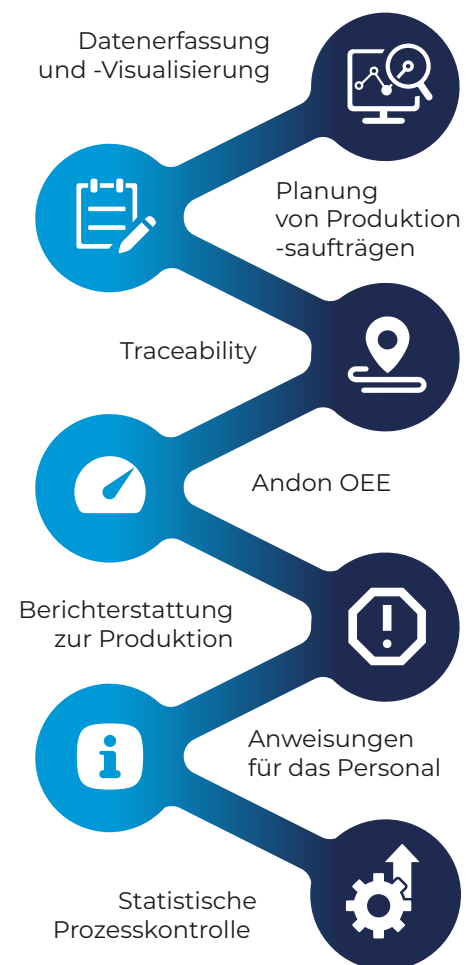 Datenerfassung
und -Visualisierung
Planung
von Produktion
-saufträgen
Traceability
Andon OEE
Berichterstattung
zur Produktion
Anweisungen
für das Personal
Statistische
Prozesskontrolle